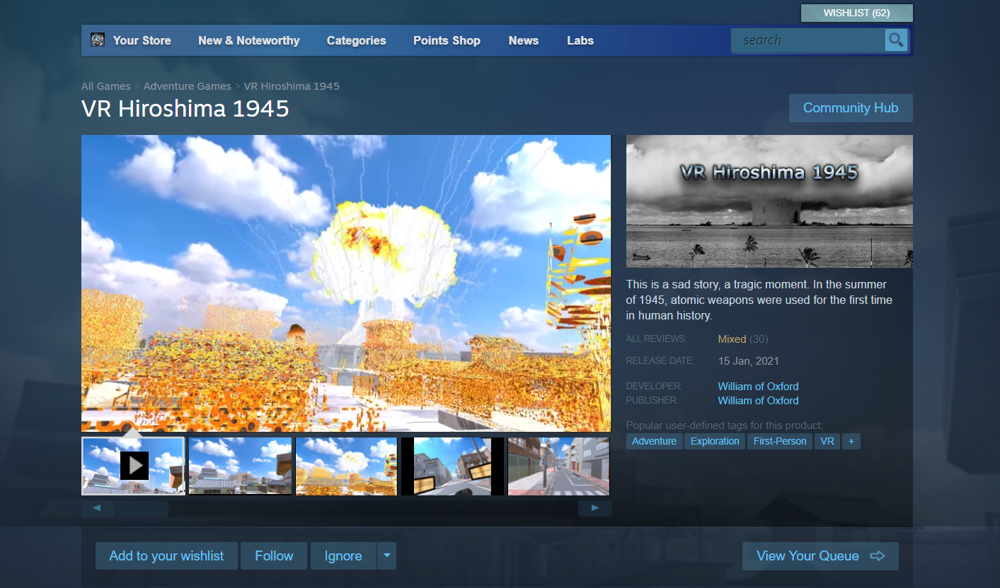 WISHLIST (62)
Your Store New & Noteworthy Categories Points Shop News Labs search
All Games > Adventure Games > VR Hiroshima 1945
VR Hiroshima 1945
Community Hub
VR Hiroshima 1945
This is a sad story, a tragic moment. In the summer
of 1945, atomic weapons were used for the first time
in human history.
ALL REVIEWS: Mixed (30)
RELEASE DATE: 15 Jan, 2021
DEVELOPER: William of Oxford
PUBLISHER: William of Oxford
Popular user-defined tags for this product:
Adventure Exploration First-Person VR +
Add to your wishlist Follow Ignore View Your Queue